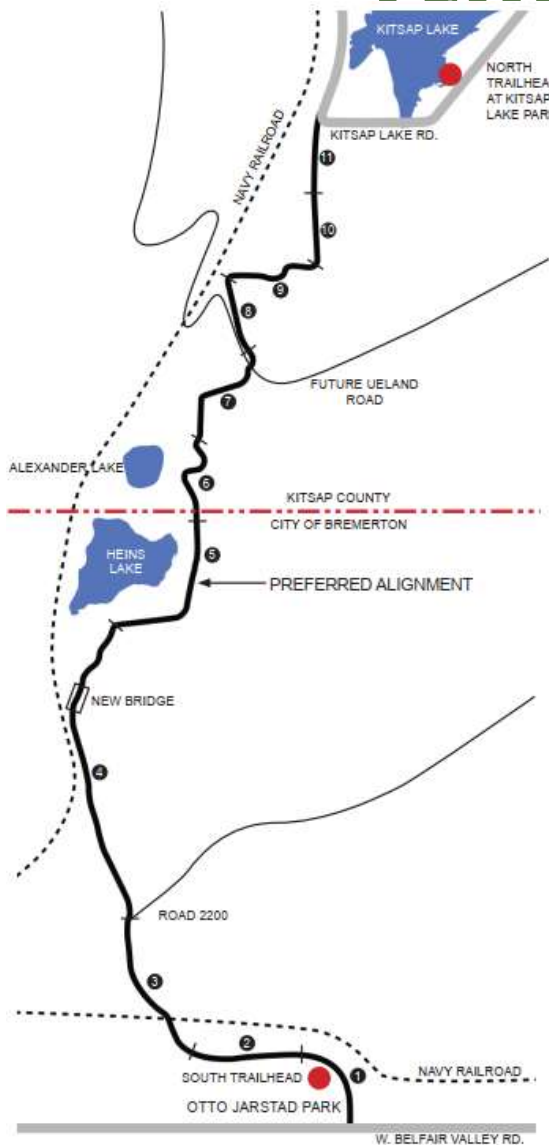 KITSAP LAKE
NORTH
TRAILHEA
AT KITSAP
LAKE PAR
KITSAP LAKE RD.
NAVY RAILROAD
11
10
9
8
FUTURE UELAND
ROAD
7
ALEXANDER LAKE
6
KITSAP COUNTY
CITY OF BREMERTON
HEINS
LAKE
5
PREFERRED ALIGNMENT
NEW BRIDGE
4
ROAD 2200
3
2
SOUTH TRAILHEAD
1
NAVY RAILROAD
OTTO JARSTAD PARK
W. BELFAIR VALLEY RD.